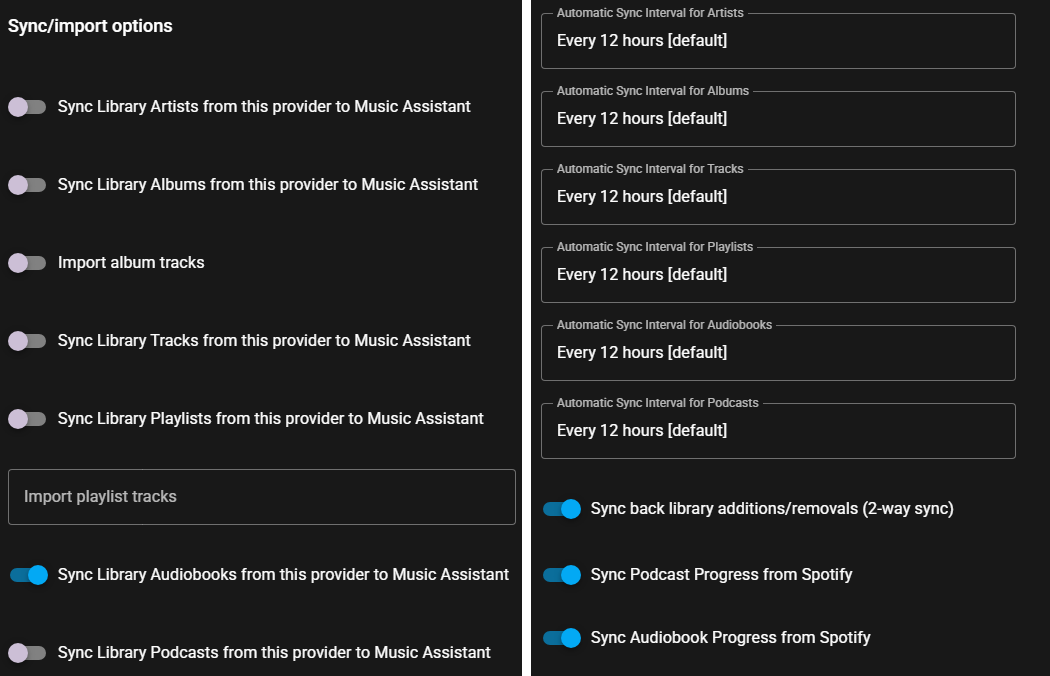 Sync/import options
Sync Library Artists from this provider to Music Assistant
Sync Library Albums from this provider to Music Assistant
Import album tracks
Sync Library Tracks from this provider to Music Assistant
Sync Library Playlists from this provider to Music Assistant
Import playlist tracks
Sync Library Audiobooks from this provider to Music Assistant
Sync Library Podcasts from this provider to Music Assistant
Automatic Sync Interval for Artists
Every 12 hours [default]
Automatic Sync Interval for Albums
Every 12 hours [default]
Automatic Sync Interval for Tracks
Every 12 hours [default]
Automatic Sync Interval for Playlists
Every 12 hours [default]
Automatic Sync Interval for Audiobooks
Every 12 hours [default]
Automatic Sync Interval for Podcasts
Every 12 hours [default]
Sync back library additions/removals (2-way sync)
Sync Podcast Progress from Spotify
Sync Audiobook Progress from Spotify